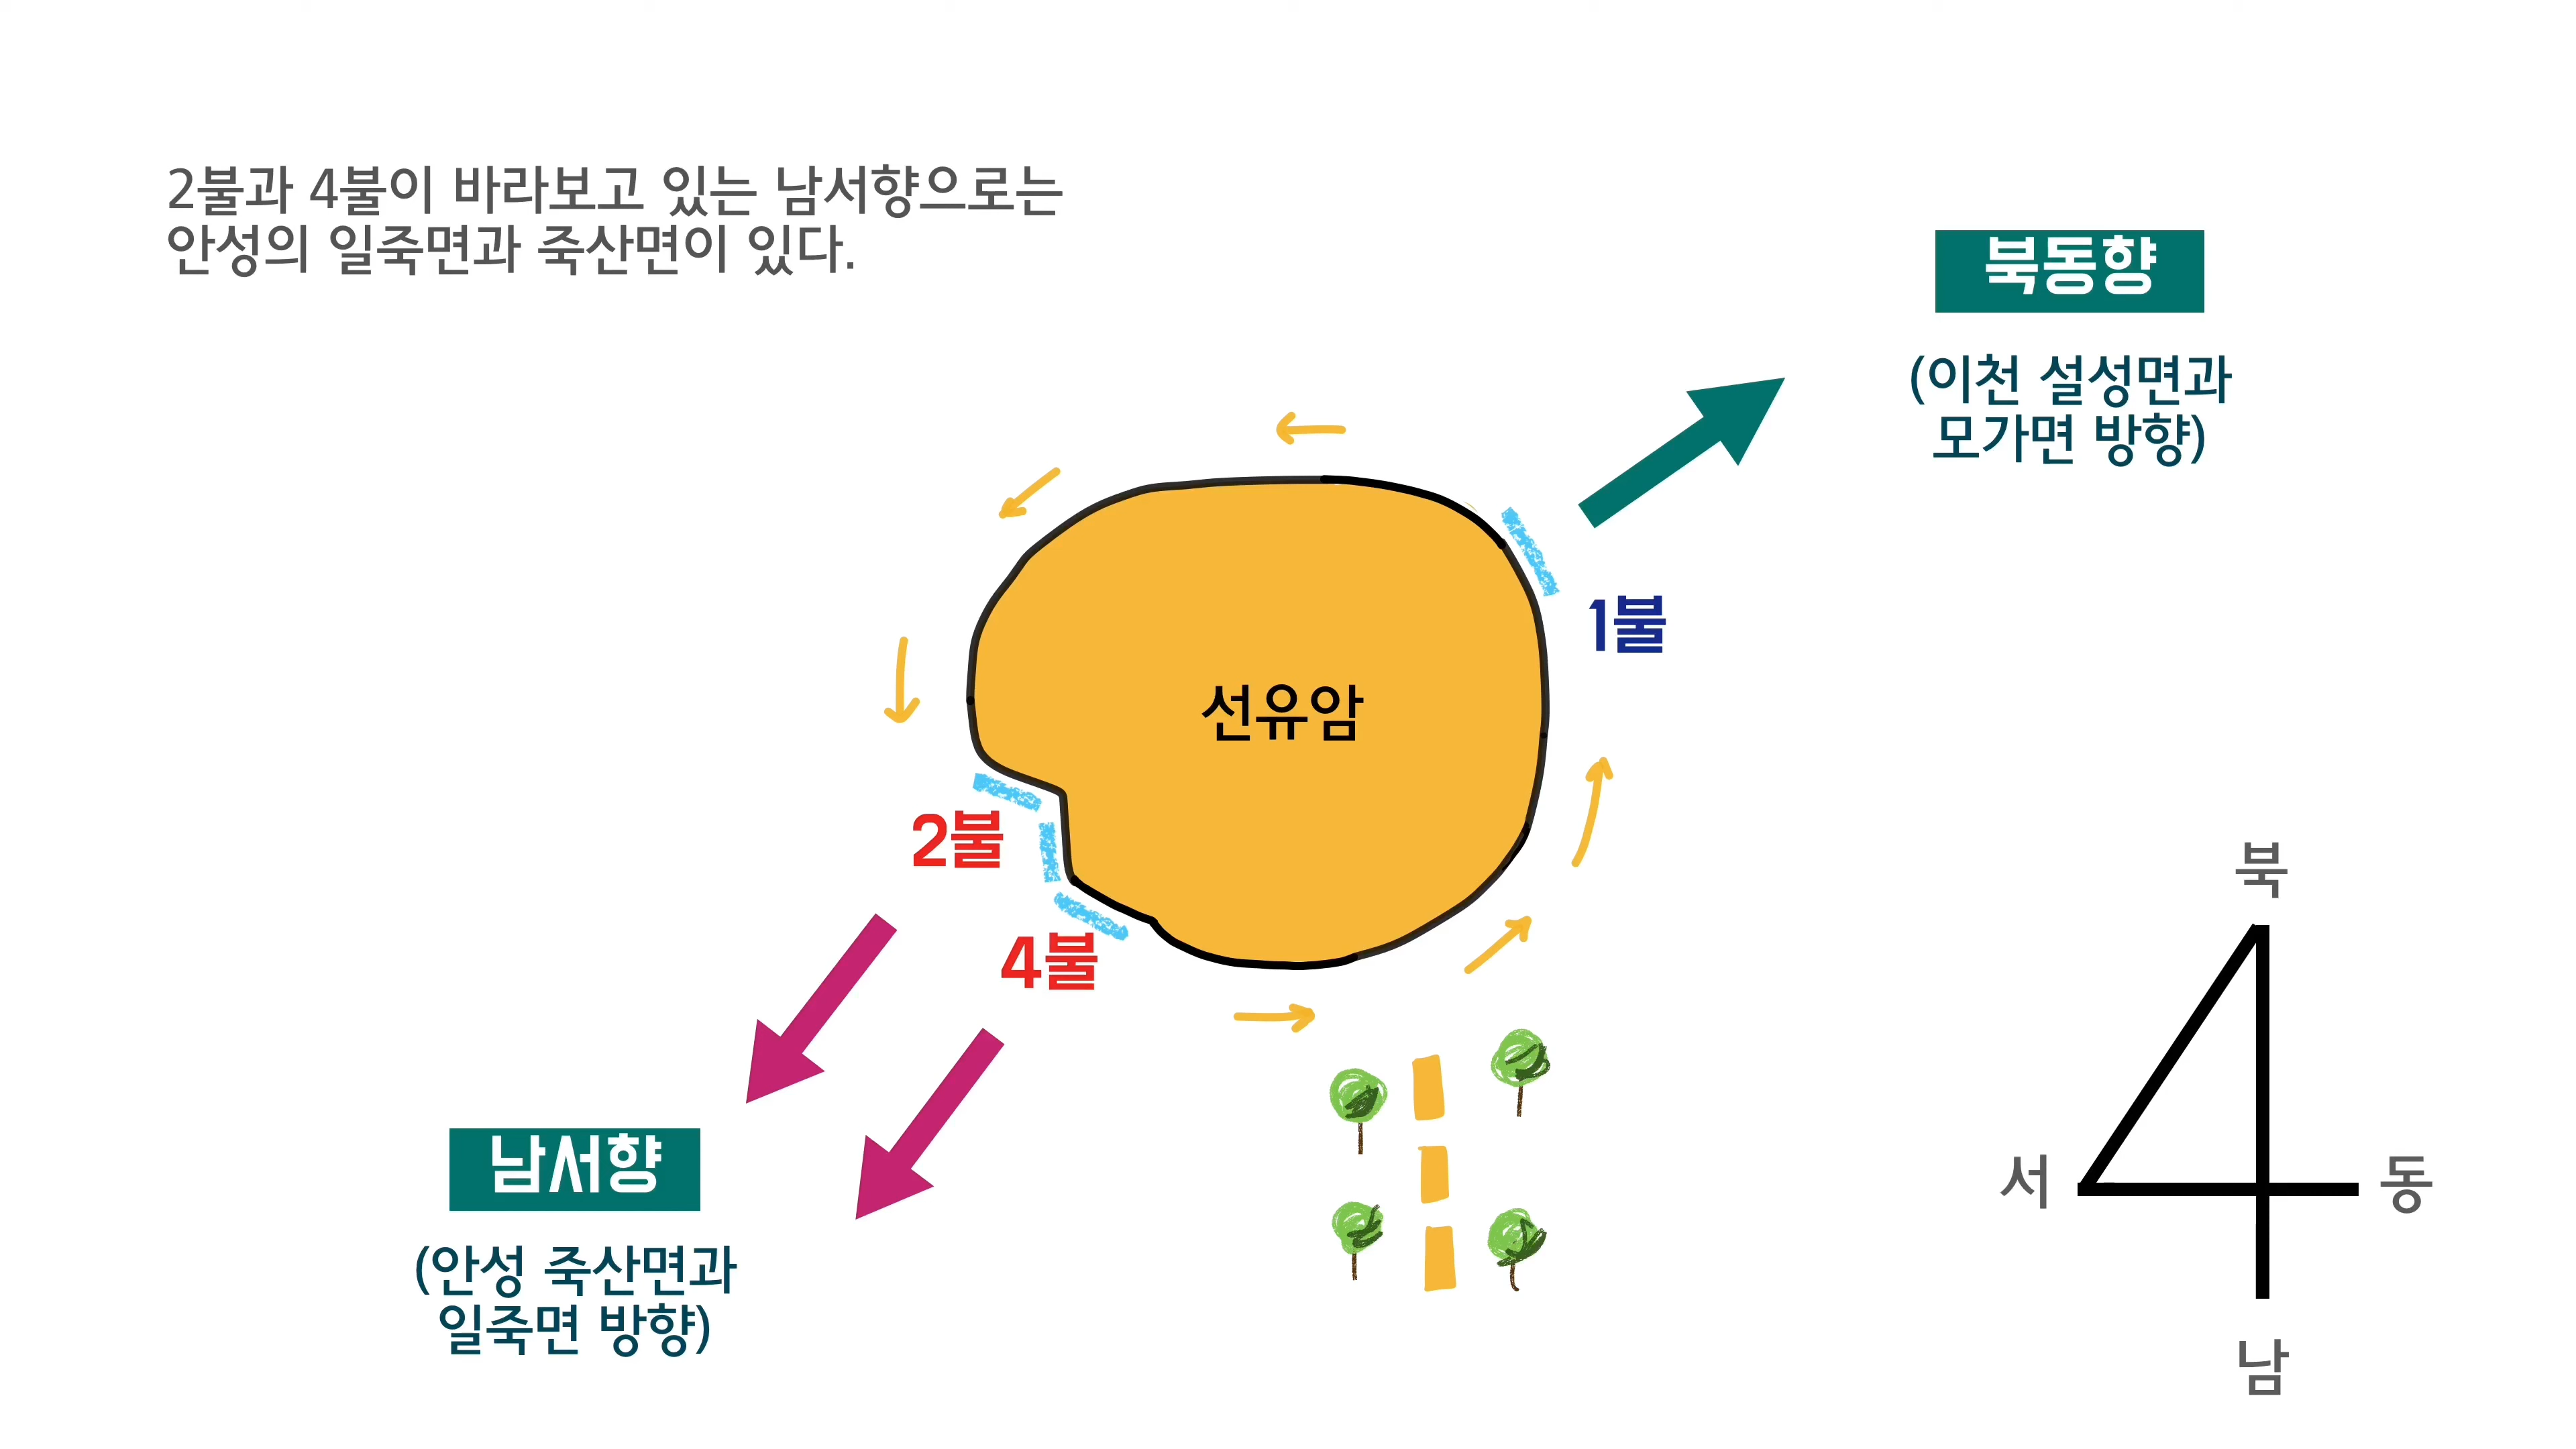 2불과 4불이 바라보고 있는 남서향으로는
안성의 일죽면과 죽산면이 있다.
북동향
(이천 설성면과
모가면 방향)
1불
선유암
2불
4불
남서향
(안성 죽산면과
일죽면 방향)
북
서
동
남